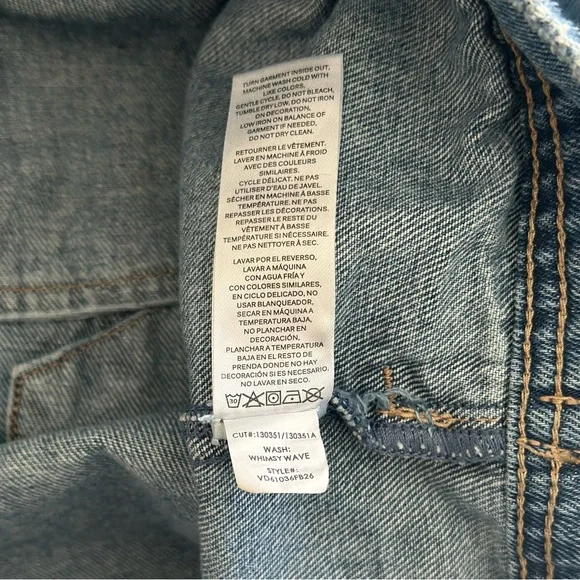 TURN GARMENT INSIDE OUT,
MACHINE WASH COLD WITH
LIKE COLORS,
GENTLE CYCLE, DO NOT BLEACH,
TUMBLE DRY LOW, DO NOT IRON
ON DECORATION,
LOW IRON ON BALANCE OF
GARMENT IF NEEDED,
DO NOT DRY CLEAN.
RETOURNER LE VÊTEMENT.
LAVER EN MACHINE À FROID
AVEC DES COULEURS
SIMILAIRES.
CYCLE DÉLICAT. NE PAS
UTILISER D'EAU DE JAVEL.
SÉCHER EN MACHINE À BASSE
TEMPÉRATURE. NE PAS
REPASSER LES DÉCORATIONS.
REPASSER LE RESTE DU
VÊTEMENT À BASSE
TEMPÉRATURE SI NÉCESSAIRE.
NE PAS NETTOYER À SEC.
LAVAR POR EL REVERSO,
LAVAR A MÁQUINA
CON AGUA FRÍA Y
CON COLORES SIMILARES,
EN CICLO DELICADO, NO
USAR BLANQUEADOR,
SECAR EN MÁQUINA A
TEMPERATURA BAJA,
NO PLANCHAR EN
DECORACIÓN,
PLANCHAR A TEMPERATURA
BAJA EN EL RESTO DE
PRENDA DONDE NO HAY
DECORACIÓN SI ES NECESARIO.
NO LAVAR EN SECO.
30
CUT#:130351/130351A
WASH:
WHIMSY WAVE
STYLE#:
VD61036FB26